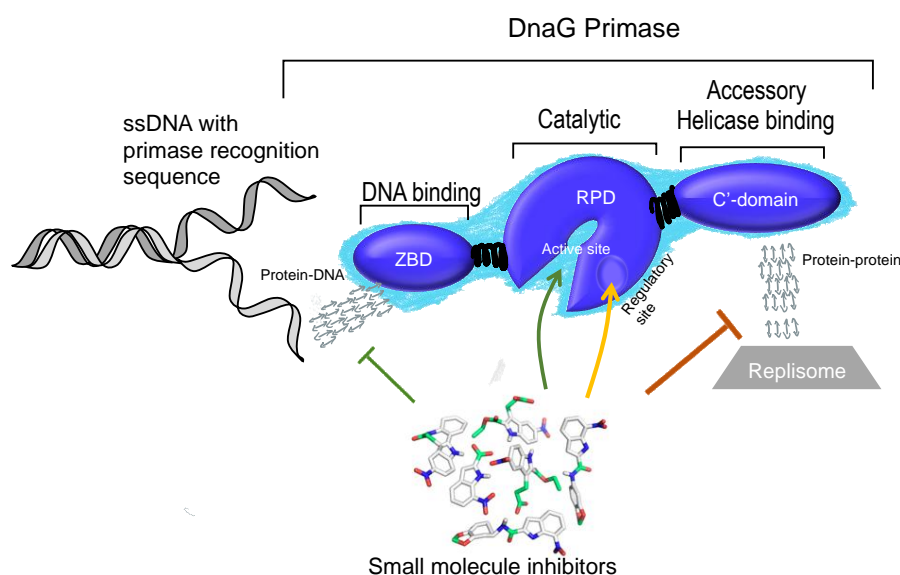 DnaG Primase
ssDNA with
primase recognition
sequence
Catalytic
Accessory
Helicase binding
DNA binding
RPD
C'-domain
Active site
ZBD
Protein-DNA
Regulatory
site
Protein-protein
Replisome
Small molecule inhibitors